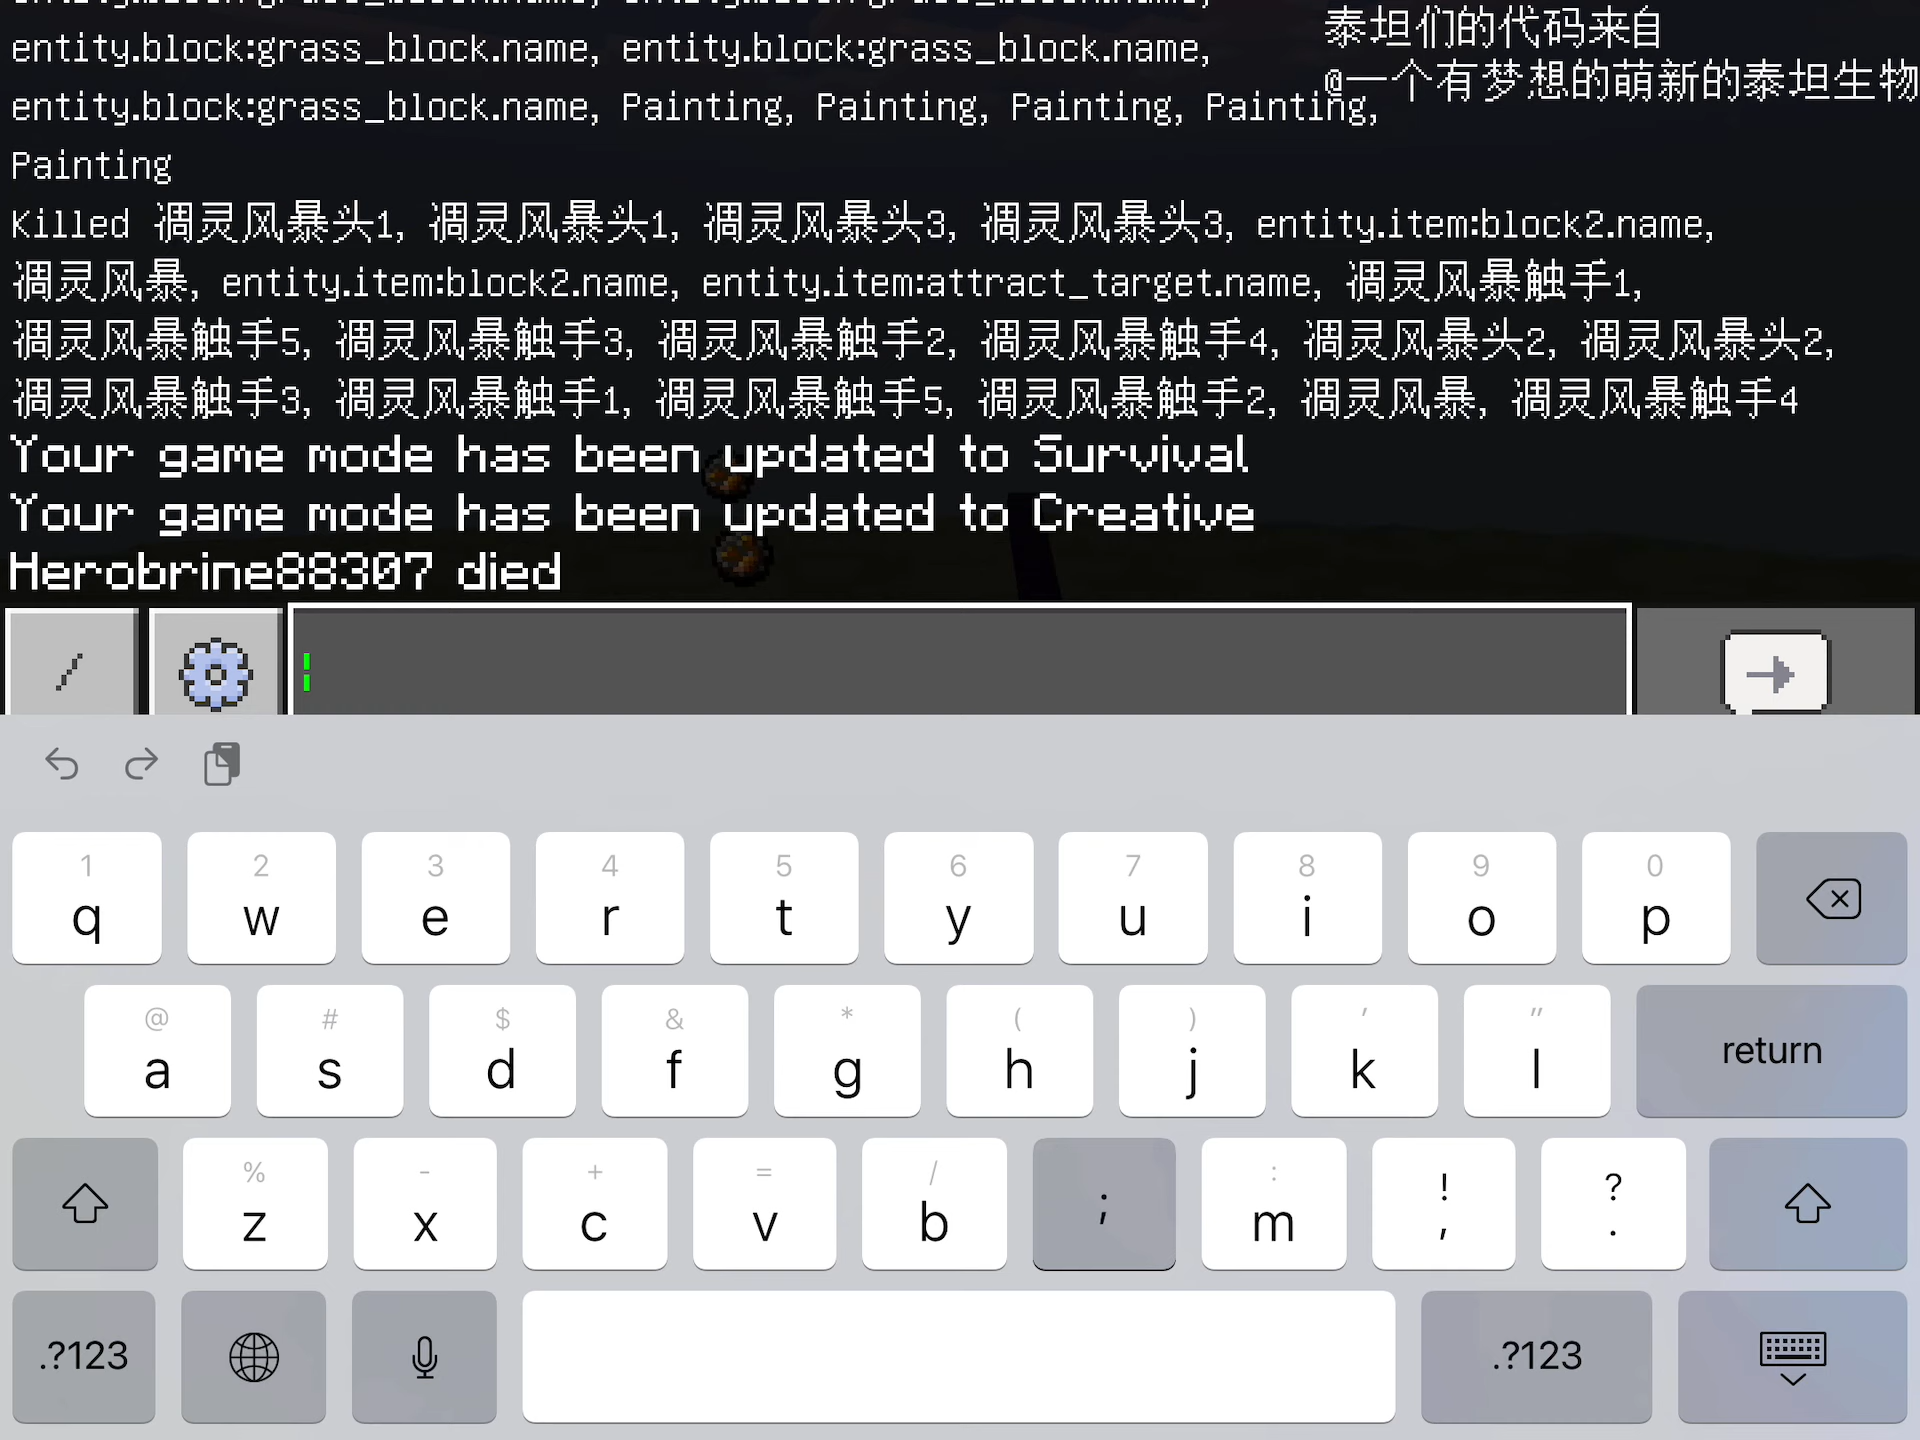 entity.block:grass_block.name, entity.block:grass_block.name,
entity.block:grass_block.name, Painting, Painting, Painting, Painting,
Painting
Killed 凋灵风暴头1, 凋灵风暴头1, 凋灵风暴头3, 凋灵风暴头3, entity.item:block2.name,
凋灵风暴, entity.item:block2.name, entity.item:attract_target.name, 凋灵风暴触手1,
凋灵风暴触手5, 凋灵风暴触手3, 凋灵风暴触手2, 凋灵风暴触手4, 凋灵风暴头2, 凋灵风暴头2,
凋灵风暴触手3, 凋灵风暴触手1, 凋灵风暴触手5, 凋灵风暴触手2, 凋灵风暴, 凋灵风暴触手4
Your game mode has been updated to Survival
Your game mode has been updated to Creative
Herobrine88307 died
泰坦们的代码来自
@一个有梦想的萌新的泰坦生物
/
1 2 3 4 5 6 7 8 9 0
q w e r t y u i o p
@ # $ & * ( ) ' "
a s d f g h j k l return
% - + = / : ! ?
z x c v b ; m , .
.?123 .?123